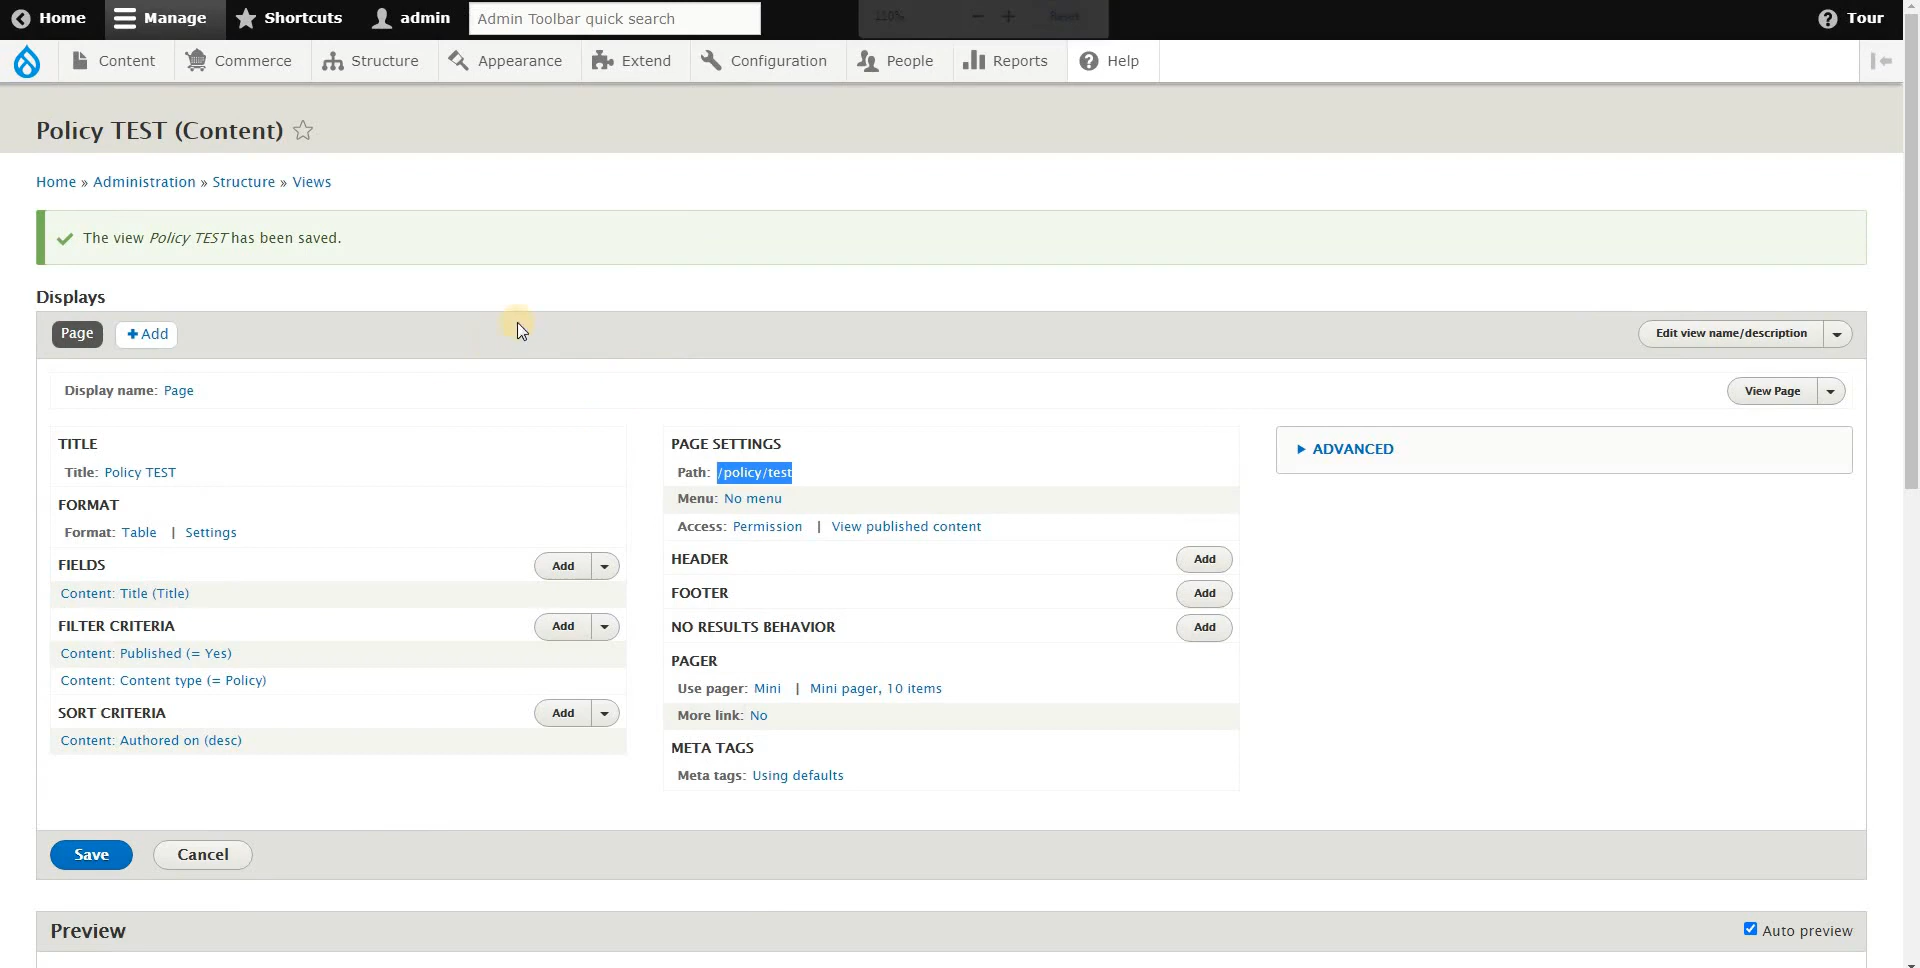 Home Manage Shortcuts admin Admin Toolbar quick search 110% − + Reset Tour
Content Commerce Structure Appearance Extend Configuration People Reports Help
Policy TEST (Content)
Home » Administration » Structure » Views
The view Policy TEST has been saved.
Displays
Page +Add Edit view name/description
Display name: Page View Page
TITLE
Title: Policy TEST
FORMAT
Format: Table | Settings
FIELDS Add
Content: Title (Title)
FILTER CRITERIA Add
Content: Published (= Yes)
Content: Content type (= Policy)
SORT CRITERIA Add
Content: Authored on (desc)
PAGE SETTINGS
Path: /policy/test
Menu: No menu
Access: Permission | View published content
HEADER Add
FOOTER Add
NO RESULTS BEHAVIOR Add
PAGER
Use pager: Mini | Mini pager, 10 items
More link: No
META TAGS
Meta tags: Using defaults
ADVANCED
Save Cancel
Preview Auto preview